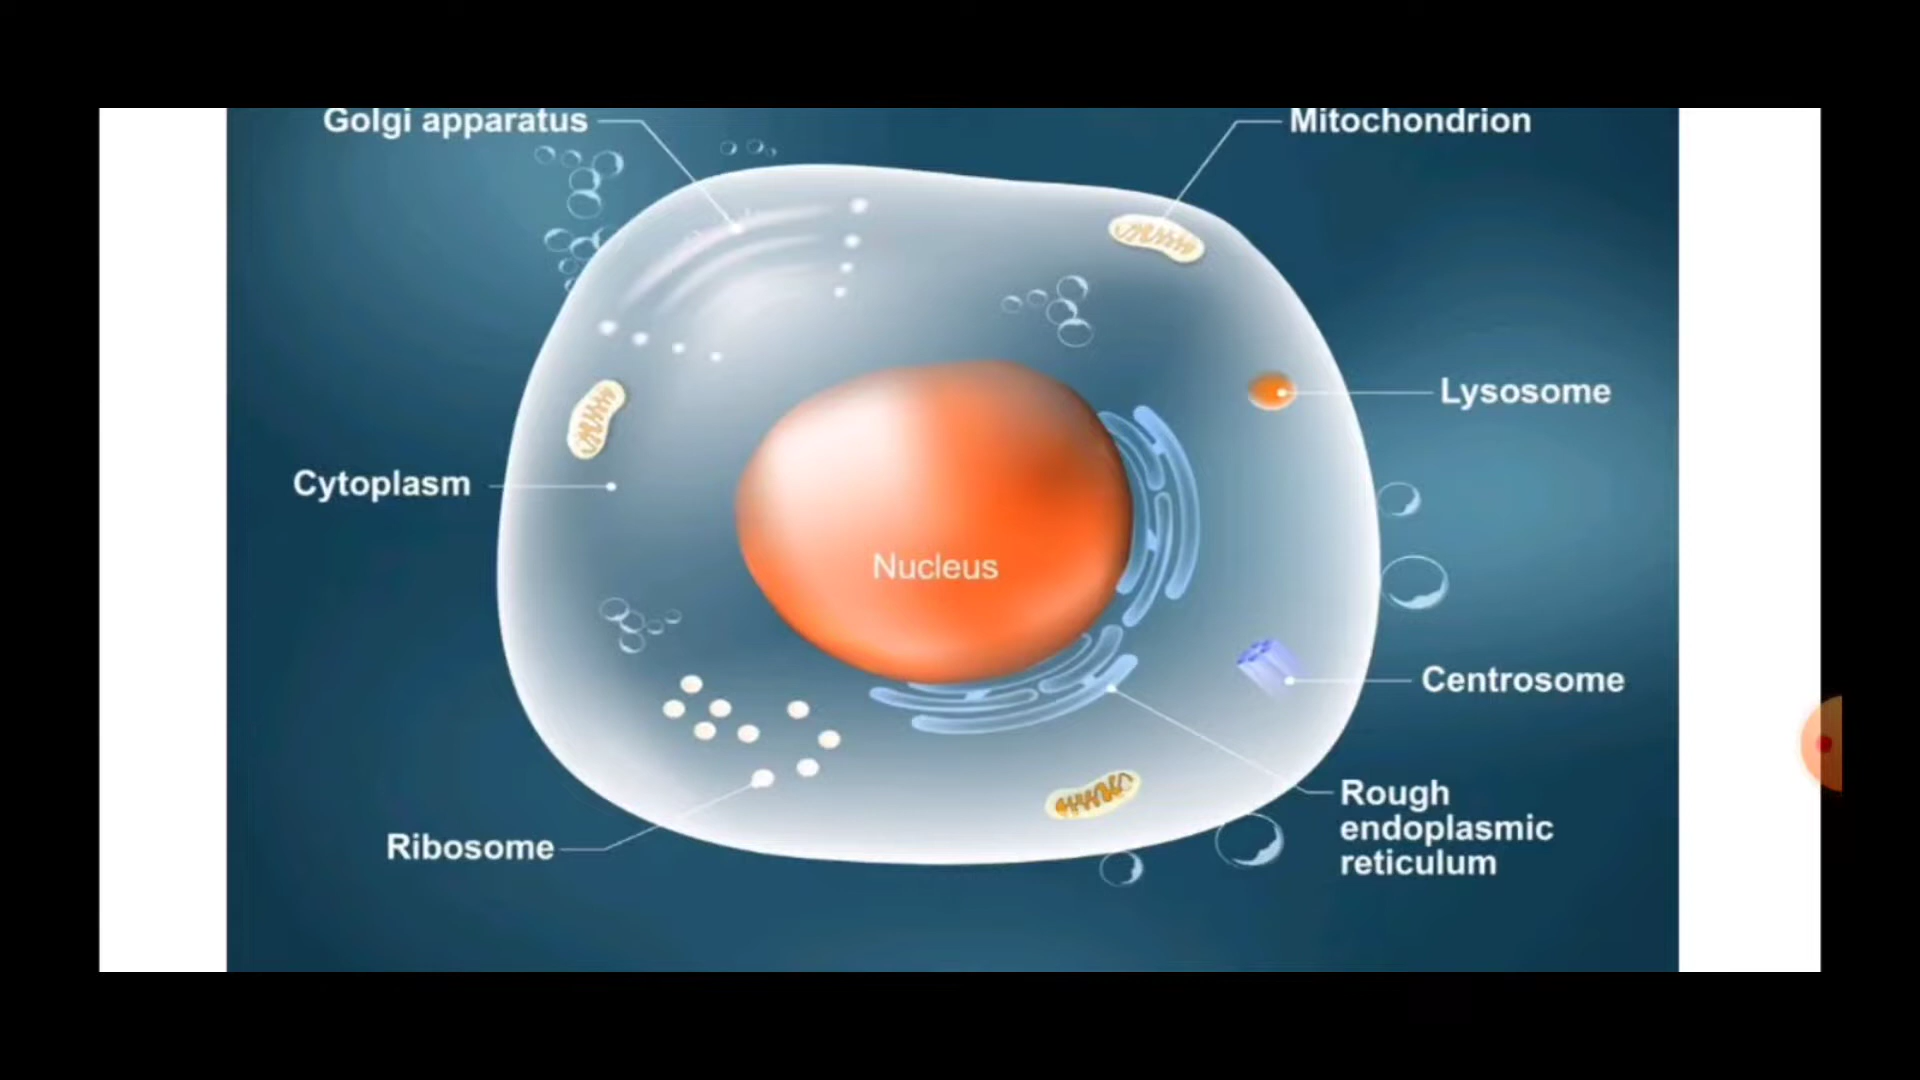 Golgi apparatus
Mitochondrion
Lysosome
Cytoplasm
Nucleus
Centrosome
Rough
endoplasmic
reticulum
Ribosome